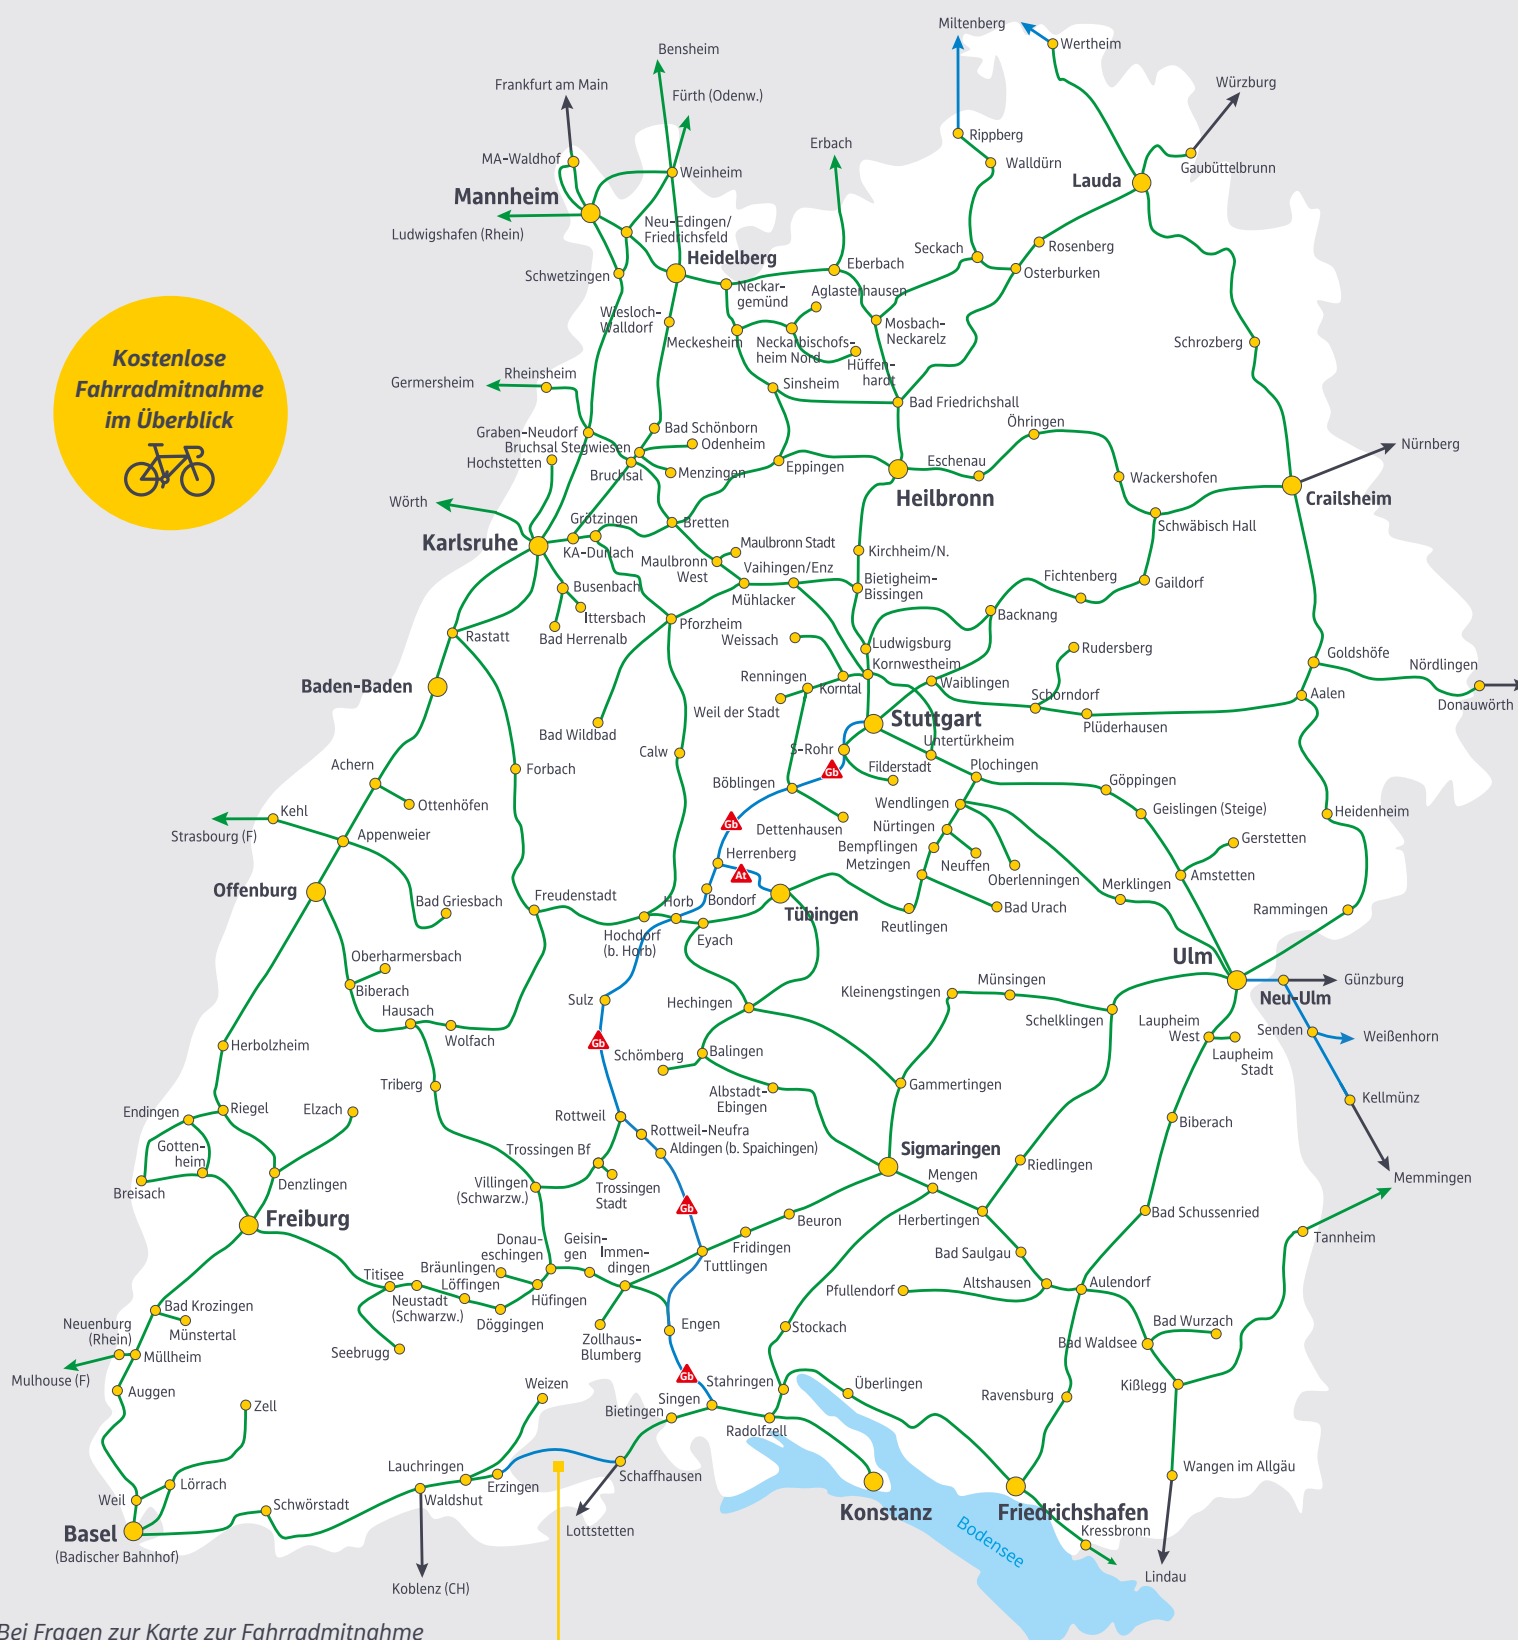 Miltenberg
Wertheim
Bensheim
Frankfurt am Main
Fürth (Odenw.)
Würzburg
Rippberg
Erbach
MA-Waldhof
Weinheim
Walldürn
Gaubüttelbrunn
Lauda
Mannheim
Ludwigshafen (Rhein)
Neu-Edingen/
Friedrichsfeld
Heidelberg
Schwetzingen
Eberbach
Seckach
Rosenberg
Osterburken
Neckar-
gemünd
Aglasterhausen
Wiesloch-
Walldorf
Meckesheim
Neckarbischofs-
heim Nord
Mosbach-
Neckarelz
Hüffen-
hardt
Schrozberg
Kostenlose
Fahrradmitnahme
im Überblick
Germersheim
Rheinsheim
Sinsheim
Bad Friedrichshall
Öhringen
Graben-Neudorf
Bad Schönborn
Bruchsal Stegwiesen
Odenheim
Hochstetten
Bruchsal
Menzingen
Eppingen
Eschenau
Heilbronn
Wackershofen
Nürnberg
Crailsheim
Wörth
Grötzingen
Bretten
Schwäbisch Hall
Karlsruhe
KA-Durlach
Maulbronn Stadt
Maulbronn
West
Vaihingen/Enz
Mühlacker
Kirchheim/N.
Bietigheim-
Bissingen
Fichtenberg
Gaildorf
Busenbach
Ittersbach
Bad Herrenalb
Pforzheim
Backnang
Rastatt
Weissach
Ludwigsburg
Kornwestheim
Rudersberg
Goldshöfe
Nördlingen
Donauwörth
Baden-Baden
Renningen
Korntal
Waiblingen
Schorndorf
Aalen
Weil der Stadt
Stuttgart
Plüderhausen
Bad Wildbad
Calw
S-Rohr
Untertürkheim
Achern
Forbach
Gb
Filderstadt
Plochingen
Göppingen
Böblingen
Ottenhöfen
Kehl
Strasbourg (F)
Appenweier
Gb
Dettenhausen
Wendlingen
Geislingen (Steige)
Heidenheim
Nürtingen
Bempflingen
Metzingen
Neuffen
Oberlenningen
Gerstetten
Herrenberg
At
Merklingen
Amstetten
Offenburg
Bad Griesbach
Freudenstadt
Horb
Bondorf
Tübingen
Bad Urach
Reutlingen
Rammingen
Hochdorf
(b. Horb)
Eyach
Oberharmersbach
Biberach
Ulm
Sulz
Hechingen
Kleinengstingen
Münsingen
Günzburg
Neu-Ulm
Hausach
Wolfach
Schelklingen
Laupheim
West
Laupheim
Stadt
Senden
Weißenhorn
Herbolzheim
Gb
Schömberg
Balingen
Triberg
Albstadt-
Ebingen
Gammertingen
Kellmünz
Endingen
Riegel
Elzach
Rottweil
Biberach
Gotten-
heim
Rottweil-Neufra
Trossingen Bf
Aldingen (b. Spaichingen)
Sigmaringen
Breisach
Denzlingen
Villingen
(Schwarzw.)
Trossingen
Stadt
Mengen
Riedlingen
Memmingen
Freiburg
Gb
Beuron
Herbertingen
Bad Schussenried
Tannheim
Donau-
eschingen
Geisin-
gen
Immen-
dingen
Fridingen
Tuttlingen
Bad Saulgau
Titisee
Bräunlingen
Löffingen
Neustadt
(Schwarzw.)
Hüfingen
Döggingen
Pfullendorf
Altshausen
Aulendorf
Bad Krozingen
Münstertal
Neuenburg
(Rhein)
Müllheim
Mulhouse (F)
Seebrugg
Zollhaus-
Blumberg
Engen
Stockach
Bad Wurzach
Bad Waldsee
Auggen
Weizen
Gb
Stahringen
Singen
Bietingen
Radolfzell
Überlingen
Ravensburg
Kißlegg
Zell
Lauchringen
Schaffhausen
Weil
Lörrach
Schwörstadt
Waldshut
Erzingen
Wangen im Allgäu
Basel
(Badischer Bahnhof)
Lottstetten
Konstanz
Friedrichshafen
Kressbronn
Bodensee
Koblenz (CH)
Lindau
Bei Fragen zur Karte zur Fahrradmitnahme